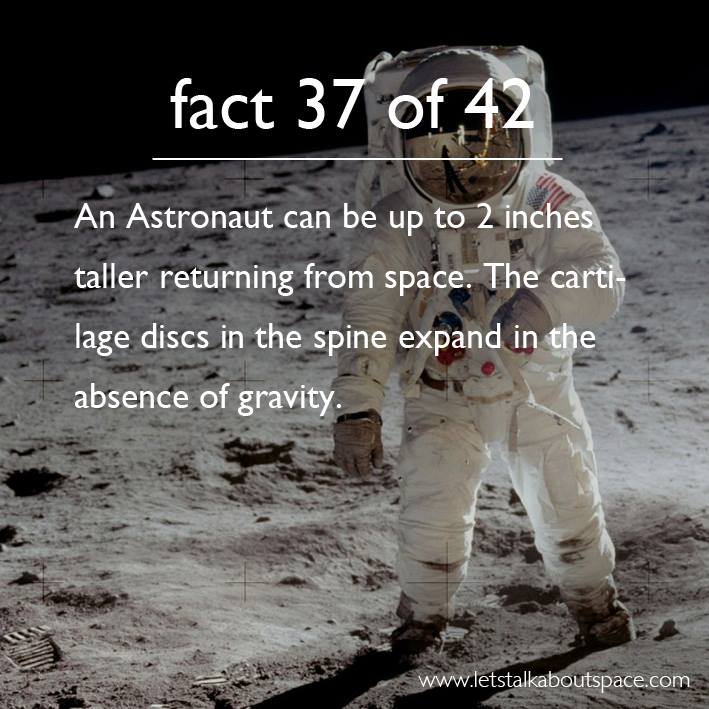 fact 37 of 42
An Astronaut can be up to 2 inches
taller returning from space. The carti-
lage discs in the spine expand in the
absence of gravity.
www.letstalkaboutspace.com